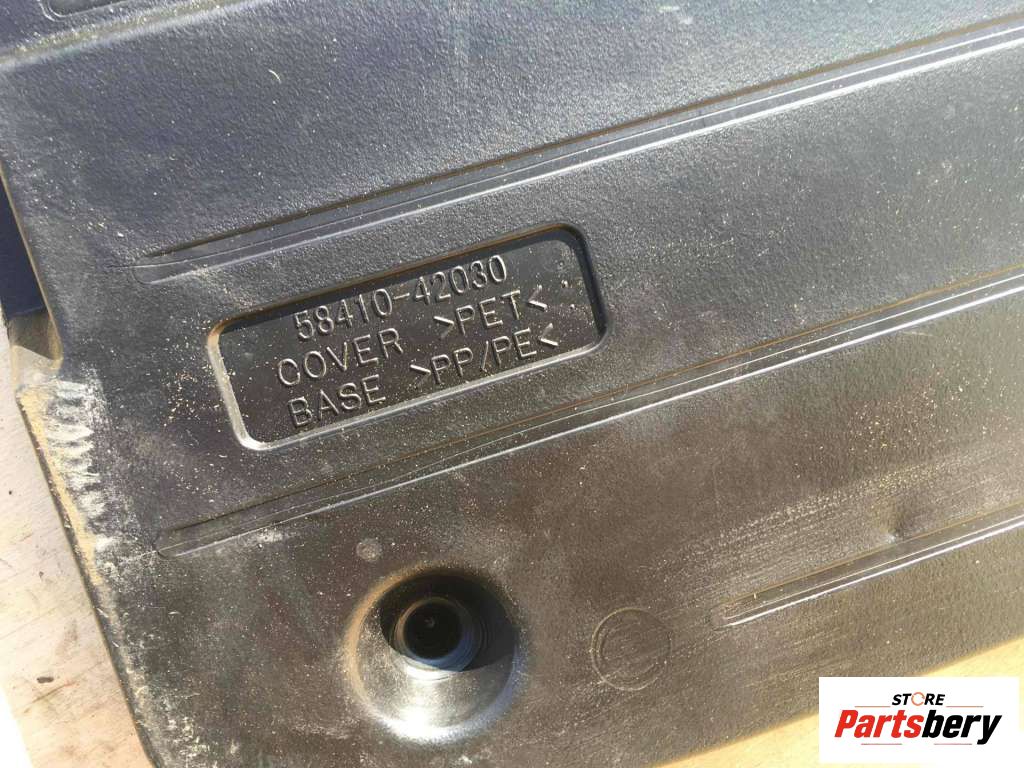 58410-42030
COVER >PET<
BASE >PP/PE<
STORE
Partsbery